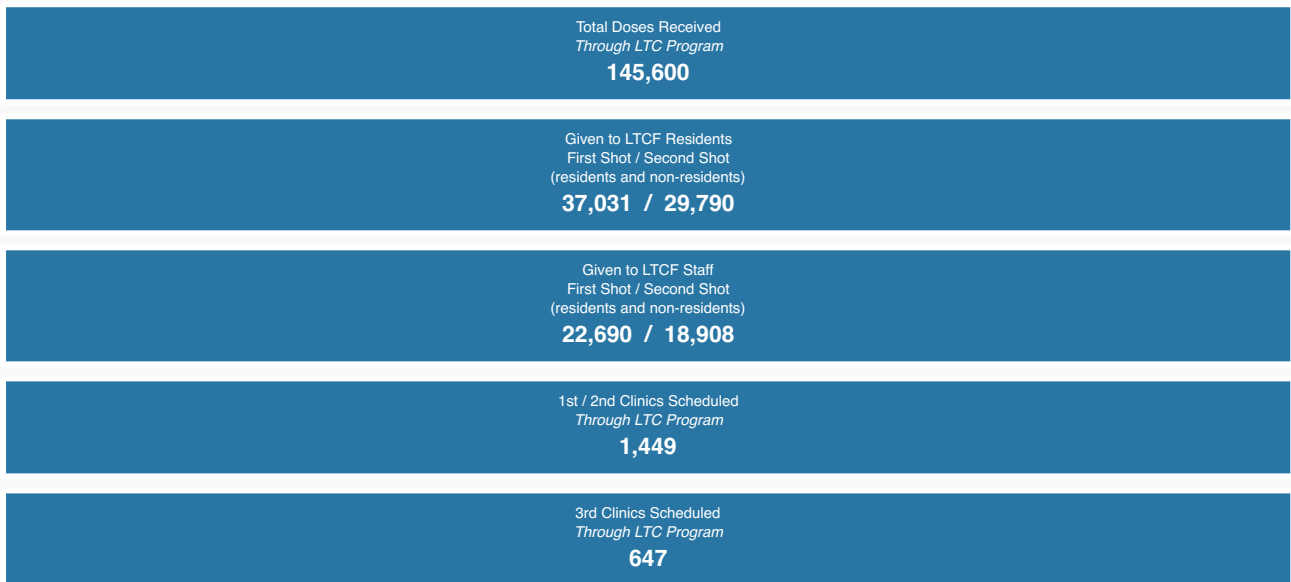 Total Doses Received
Through LTC Program
145,600
Given to LTCF Residents
First Shot / Second Shot
(residents and non-residents)
37,031 / 29,790
Given to LTCF Staff
First Shot / Second Shot
(residents and non-residents)
22,690 / 18,908
1st / 2nd Clinics Scheduled
Through LTC Program
1,449
3rd Clinics Scheduled
Through LTC Program
647